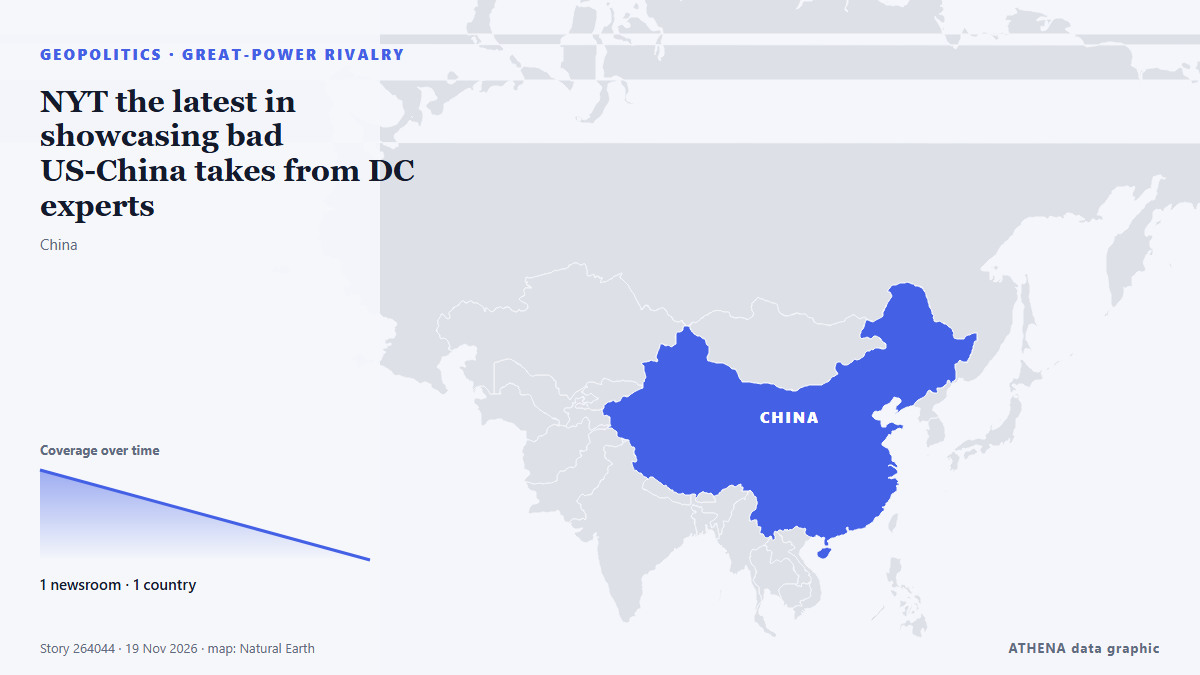 GEOPOLITICS · GREAT-POWER RIVALRY
NYT the latest in
showcasing bad
US-China takes from DC
experts
China
CHINA
Coverage over time
1 newsroom · 1 country
Story 264044 · 19 Nov 2026 · map: Natural Earth
ATHENA data graphic